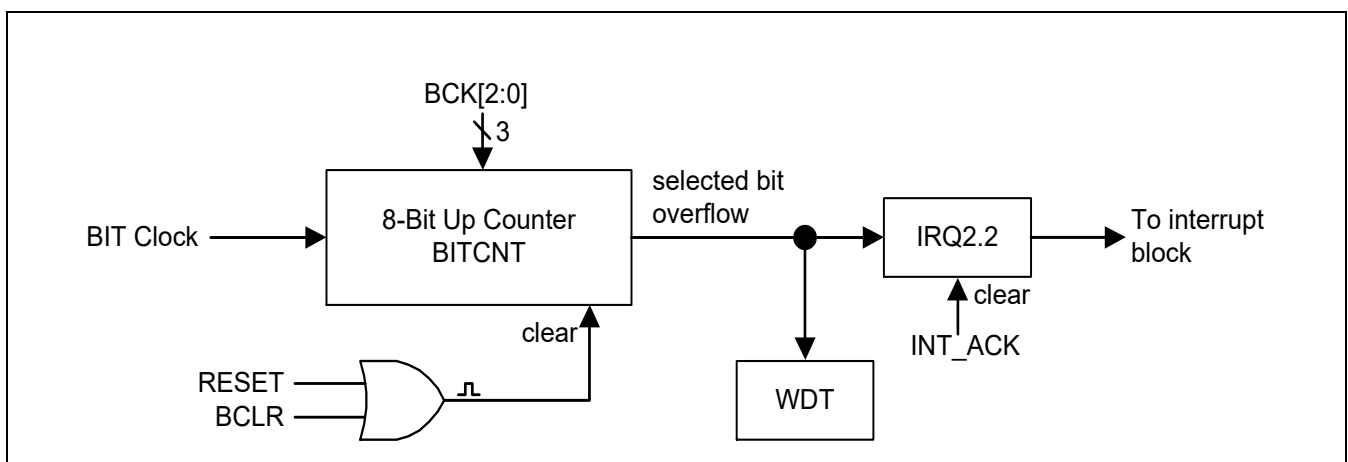 BCK[2:0]
3
selected bit
overflow
8-Bit Up Counter
BITCNT
BIT Clock
IRQ2.2
To interrupt
block
clear
clear
INT_ACK
RESET
BCLR
WDT